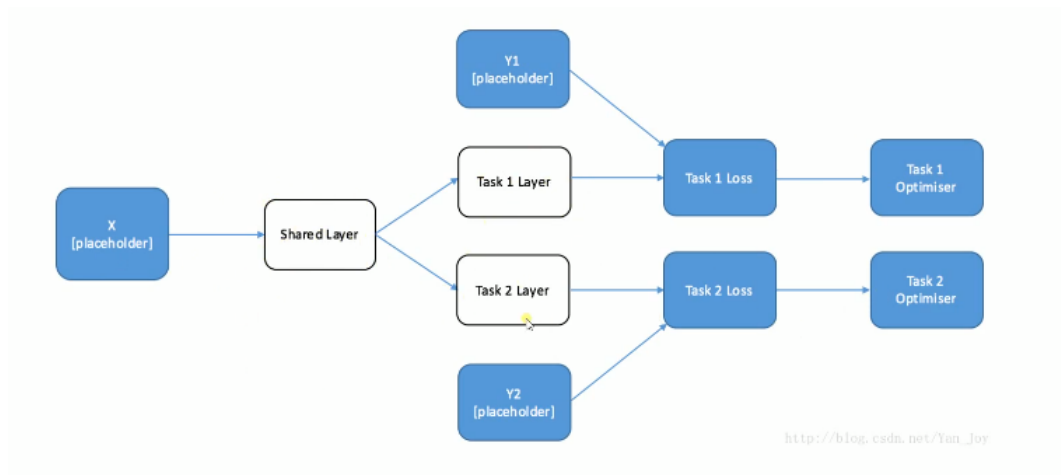 Y1
[placeholder]
Task 1 Layer
Task 1 Loss
Task 1
Optimiser
X
[placeholder]
Shared Layer
Task 2 Layer
Task 2 Loss
Task 2
Optimiser
Y2
[placeholder]
http://blog.csdn.net/Yan_Joy